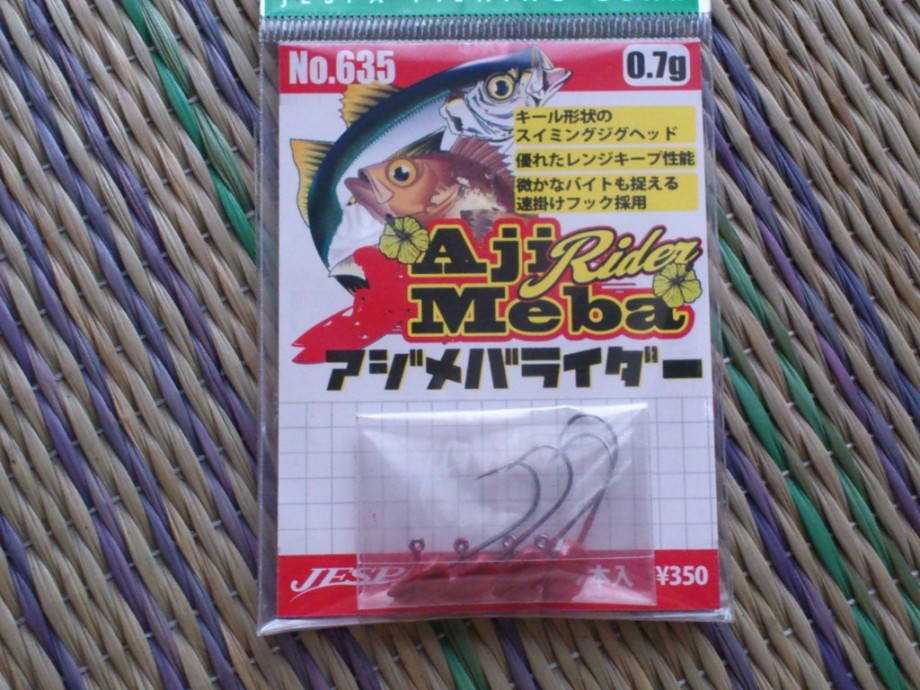 No.635
0.7g
キール形状の
スイミングジグヘッド
優れたレンジキープ性能
微かなバイトも捉える
速掛けフック採用
Aji Rider
Meba
アジメバライダー
本入
¥350